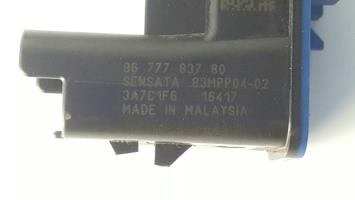 96 777 837 80
SENSATA 83MPP04-02
3A7C1F6 16417
MADE IN MALAYSIA